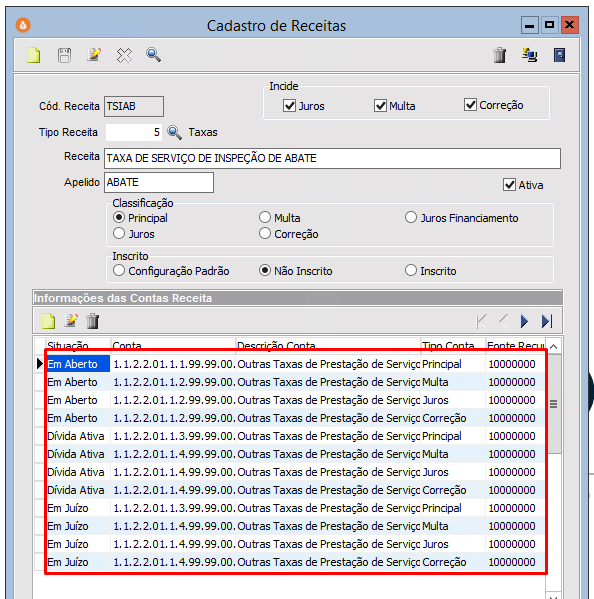 Cadastro de Receitas
Incide
Cód. Receita TSIAB Juros Multa Correção
Tipo Receita 5 Taxas
Receita TAXA DE SERVIÇO DE INSPEÇÃO DE ABATE
Apelido ABATE Ativa
Classificação
Principal Multa Juros Financiamento
Juros Correção
Inscrito
Configuração Padrão Não Inscrito Inscrito
Informações das Contas Receita
Situação Conta Descrição Conta Tipo Conta Fonte Recur
Em Aberto 1.1.2.2.01.1.1.99.99.00. Outras Taxas de Prestação de Serviç Principal 10000000
Em Aberto 1.1.2.2.01.1.2.99.99.00. Outras Taxas de Prestação de Serviç Multa 10000000
Em Aberto 1.1.2.2.01.1.2.99.99.00. Outras Taxas de Prestação de Serviç Juros 10000000
Em Aberto 1.1.2.2.01.1.2.99.99.00. Outras Taxas de Prestação de Serviç Correção 10000000
Dívida Ativa 1.1.2.2.01.1.3.99.99.00. Outras Taxas de Prestação de Serviç Principal 10000000
Dívida Ativa 1.1.2.2.01.1.4.99.99.00. Outras Taxas de Prestação de Serviç Multa 10000000
Dívida Ativa 1.1.2.2.01.1.4.99.99.00. Outras Taxas de Prestação de Serviç Juros 10000000
Dívida Ativa 1.1.2.2.01.1.4.99.99.00. Outras Taxas de Prestação de Serviç Correção 10000000
Em Juízo 1.1.2.2.01.1.3.99.99.00. Outras Taxas de Prestação de Serviç Principal 10000000
Em Juízo 1.1.2.2.01.1.4.99.99.00. Outras Taxas de Prestação de Serviç Multa 10000000
Em Juízo 1.1.2.2.01.1.4.99.99.00. Outras Taxas de Prestação de Serviç Juros 10000000
Em Juízo 1.1.2.2.01.1.4.99.99.00. Outras Taxas de Prestação de Serviç Correção 10000000